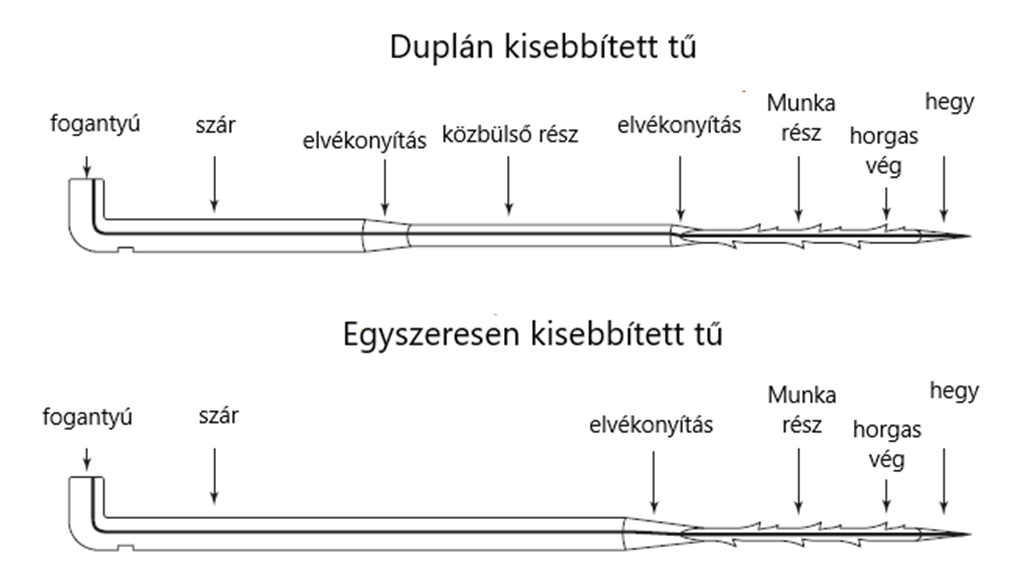 Duplán kisebbített tű
fogantyú
szár
elvékonyítás
közbülső rész
elvékonyítás
Munka
rész
horgas
vég
hegy
Egyszeresen kisebbített tű
fogantyú
szár
elvékonyítás
Munka
rész
horgas
vég
hegy